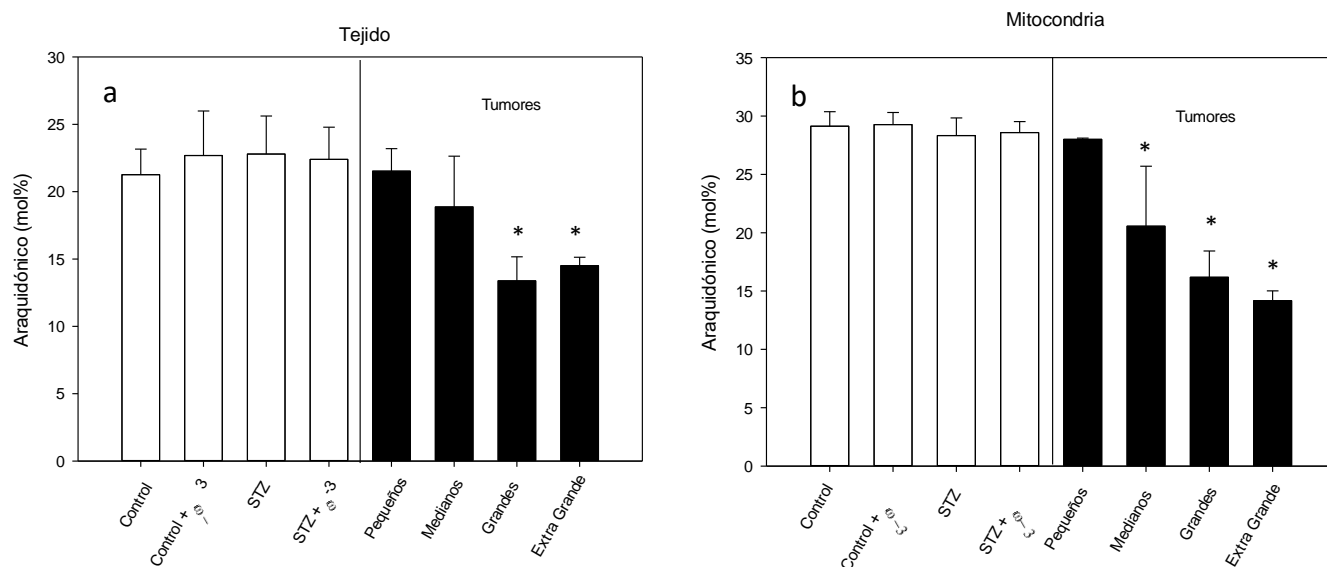 Tejido
a
Tumores
Araquidónico (mol%)
30
25
20
15
10
5
0
*
*
Control
Control + ω-3
STZ
STZ + ω-3
Pequeños
Medianos
Grandes
Extra Grande
Mitocondria
b
Tumores
Araquidónico (mol%)
35
30
25
20
15
10
5
0
*
*
*
Control
Control + ω-3
STZ
STZ + ω-3
Pequeños
Medianos
Grandes
Extra Grande